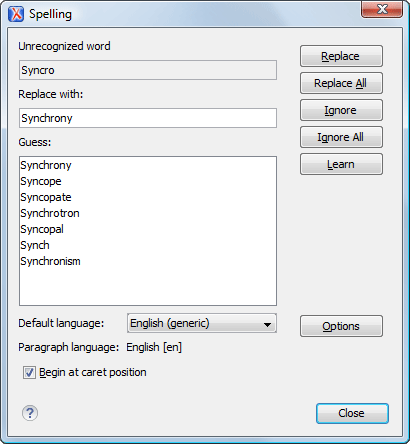 Spelling
Unrecognized word
Syncro
Replace with:
Synchrony
Guess:
Synchrony
Syncope
Syncopate
Synchrotron
Syncopal
Synch
Synchronism
Default language: English (generic)
Paragraph language: English [en]
Begin at caret position
Replace
Replace All
Ignore
Ignore All
Learn
Options
?
Close